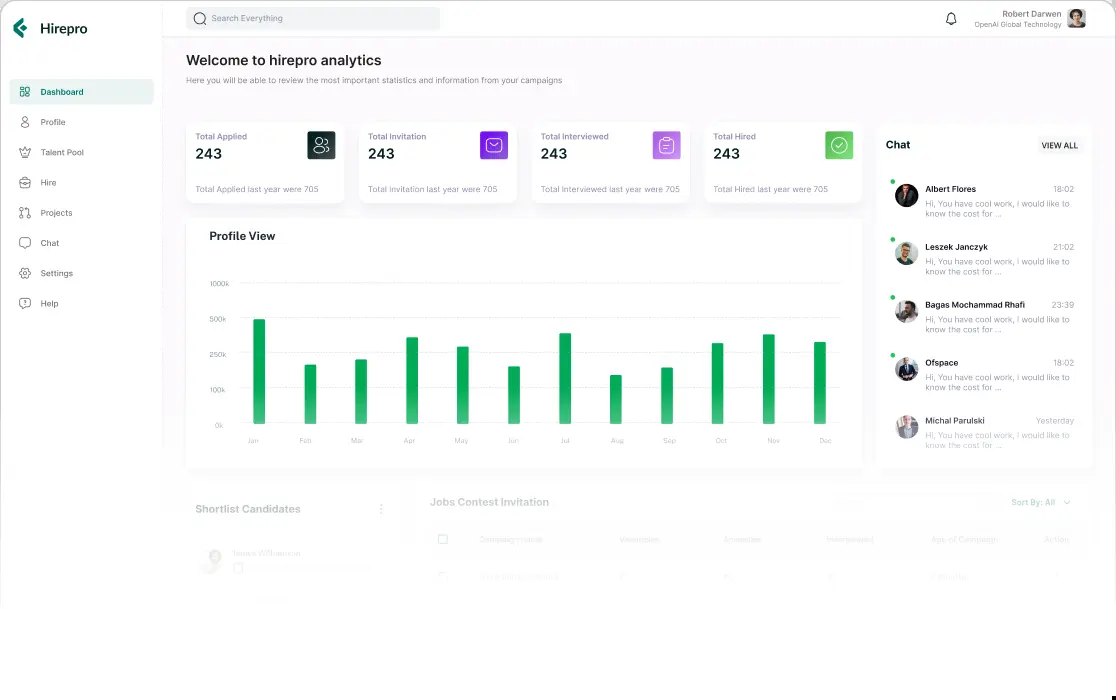 Hirepro
Search Everything
Robert Darwen
OpenAI Global Technology
Dashboard
Profile
Talent Pool
Hire
Projects
Chat
Settings
Help
Welcome to hirepro analytics
Here you will be able to review the most important statistics and information from your campaigns
Total Applied
243
Total Applied last year were 705
Total Invitation
243
Total Invitation last year were 705
Total Interviewed
243
Total Interviewed last year were 705
Total Hired
243
Total Hired last year were 705
Profile View
1000k
500k
250k
100k
0k
Jan Feb Mar Apr May Jun Jul Aug Sep Oct Nov Dec
Chat
VIEW ALL
Albert Flores 18:02
Hi, You have cool work, I would like to
know the cost for ...
Leszek Janczyk 21:02
Hi, You have cool work, I would like to
know the cost for ...
Bagas Mochammad Rhafi 23:39
Hi, You have cool work, I would like to
know the cost for ...
Ofspace 18:02
Hi, You have cool work, I would like to
know the cost for ...
Michal Parulski Yesterday
Hi, You have cool work, I would like to
know the cost for ...
Shortlist Candidates
Jobs Contest Invitation
Sort By: All
Age of Campaign